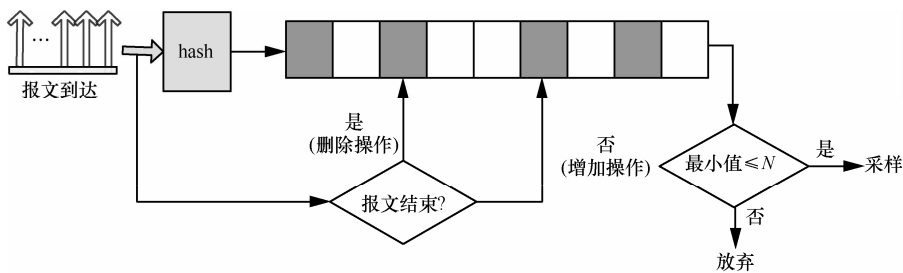 ...
报文到达
hash
是
(删除操作)
报文结束?
否
(增加操作)
最小值≤N
是
采样
否
放弃